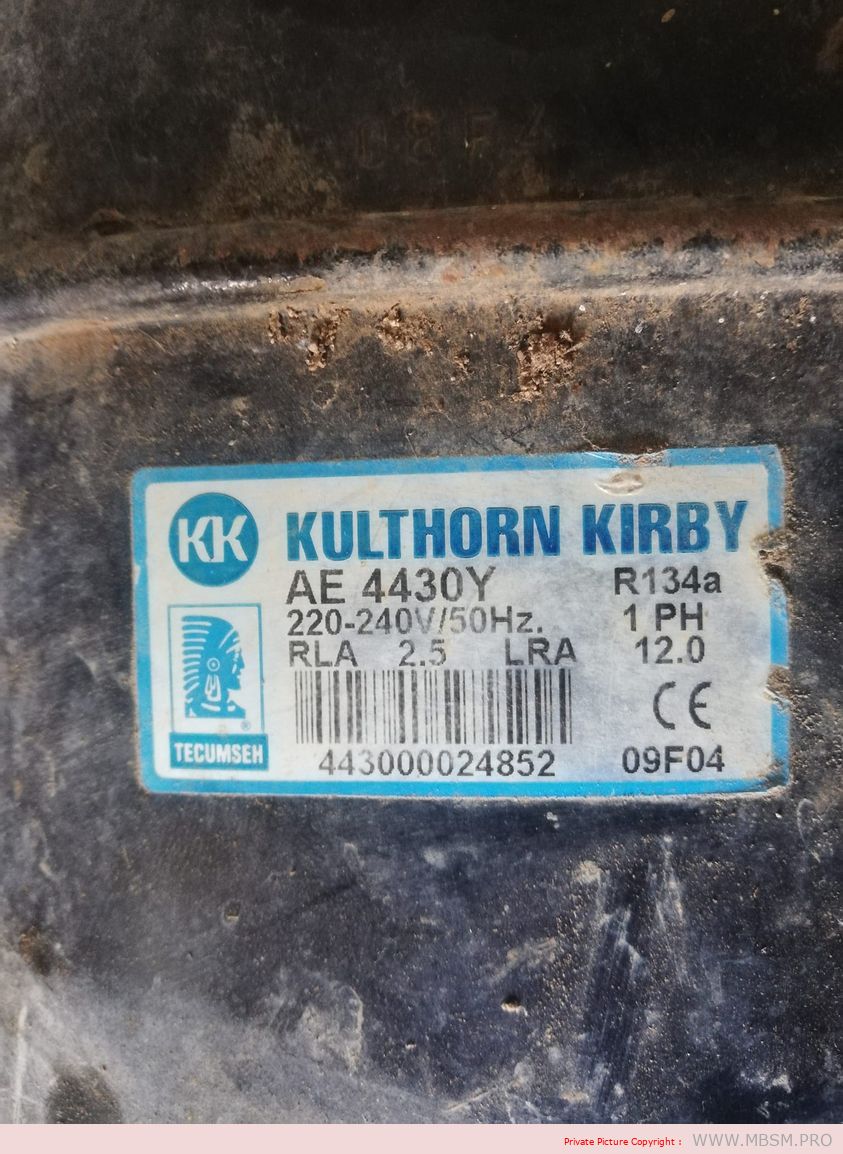 KK KULTHORN KIRBY
AE 4430Y R134a
220-240V/50Hz. 1 PH
RLA 2.5 LRA 12.0
CE
®
TECUMSEH
443000024852 09F04
Private Picture Copyright : WWW.MBSM.PRO